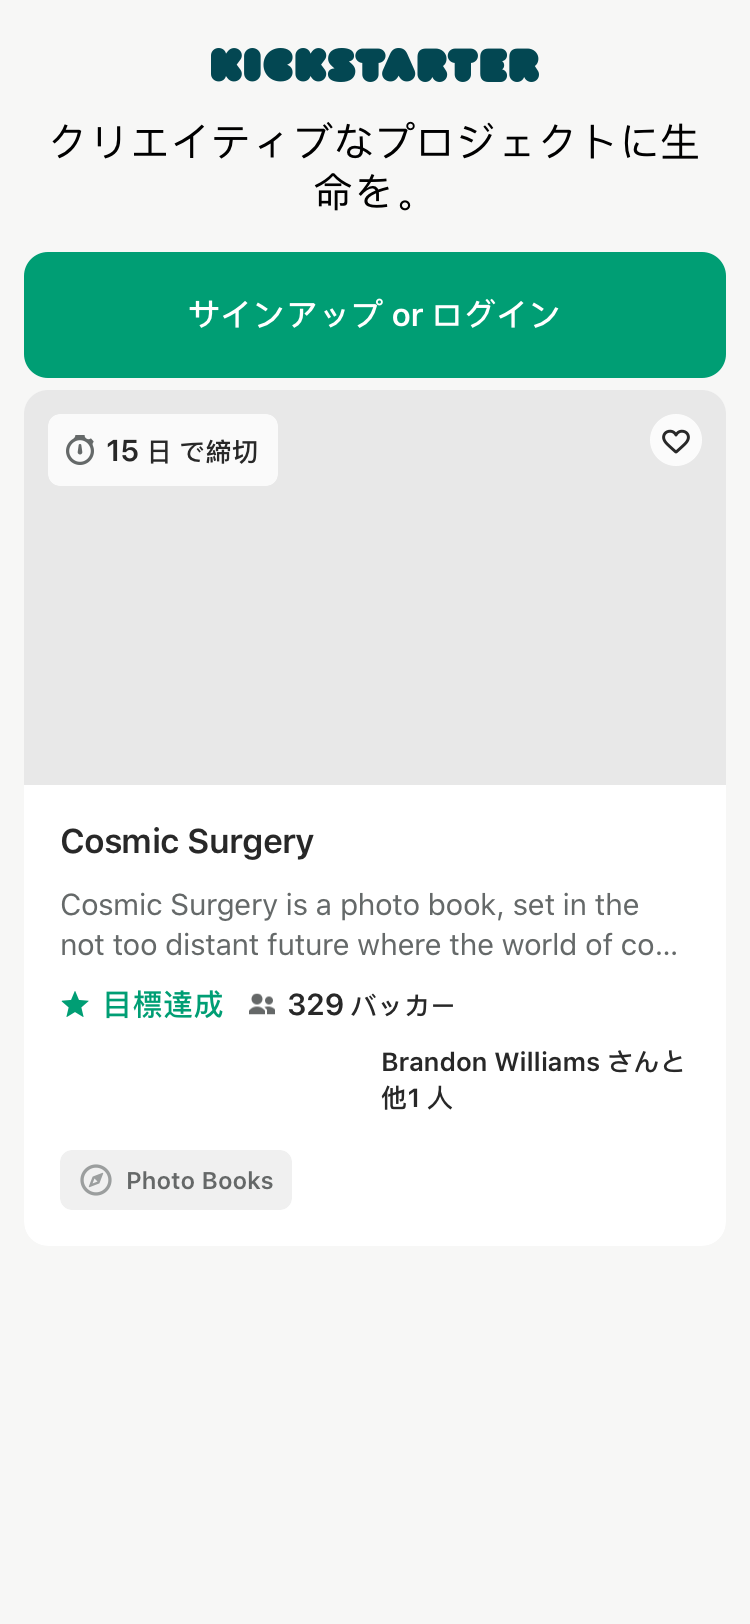 KICKSTARTER
クリエイティブなプロジェクトに生
命を。
サインアップ or ログイン
15 日 で締切
Cosmic Surgery
Cosmic Surgery is a photo book, set in the
not too distant future where the world of co...
目標達成 329 バッカー
Brandon Williams さんと
他1 人
Photo Books